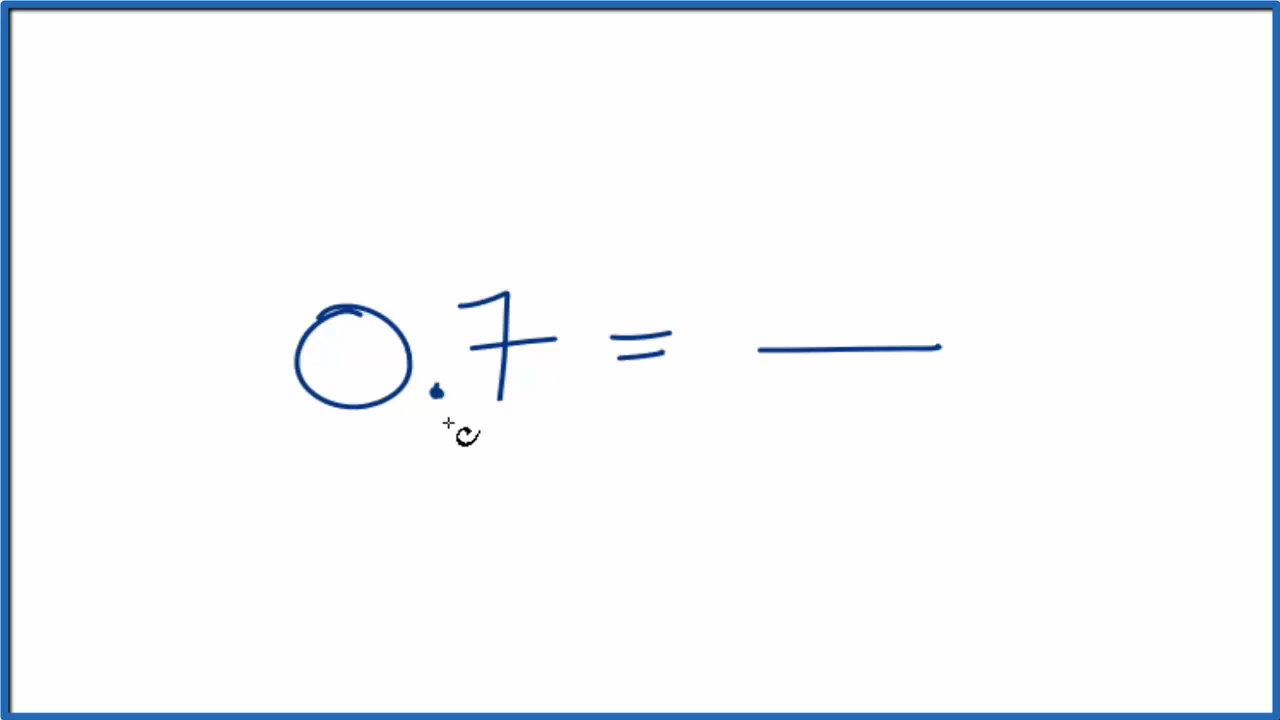 0.7 = —